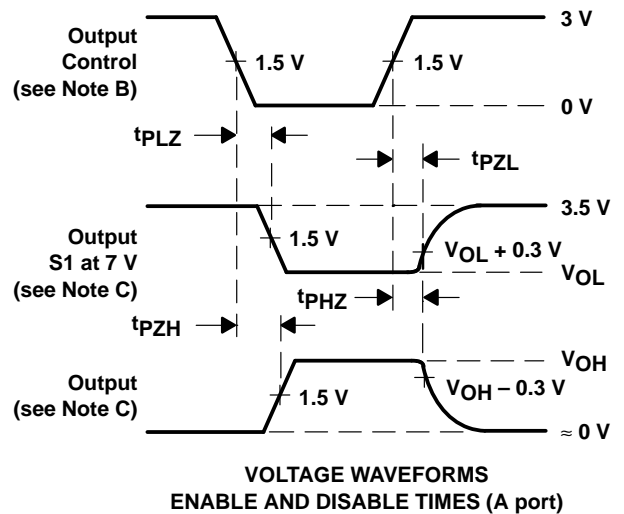 Output
Control
(see Note B)
3 V
1.5 V
1.5 V
0 V
tPLZ
tPZL
Output
S1 at 7 V
(see Note C)
3.5 V
1.5 V
VOL + 0.3 V
VOL
tPHZ
tPZH
Output
(see Note C)
VOH
1.5 V
VOH – 0.3 V
≈ 0 V
VOLTAGE WAVEFORMS
ENABLE AND DISABLE TIMES (A port)